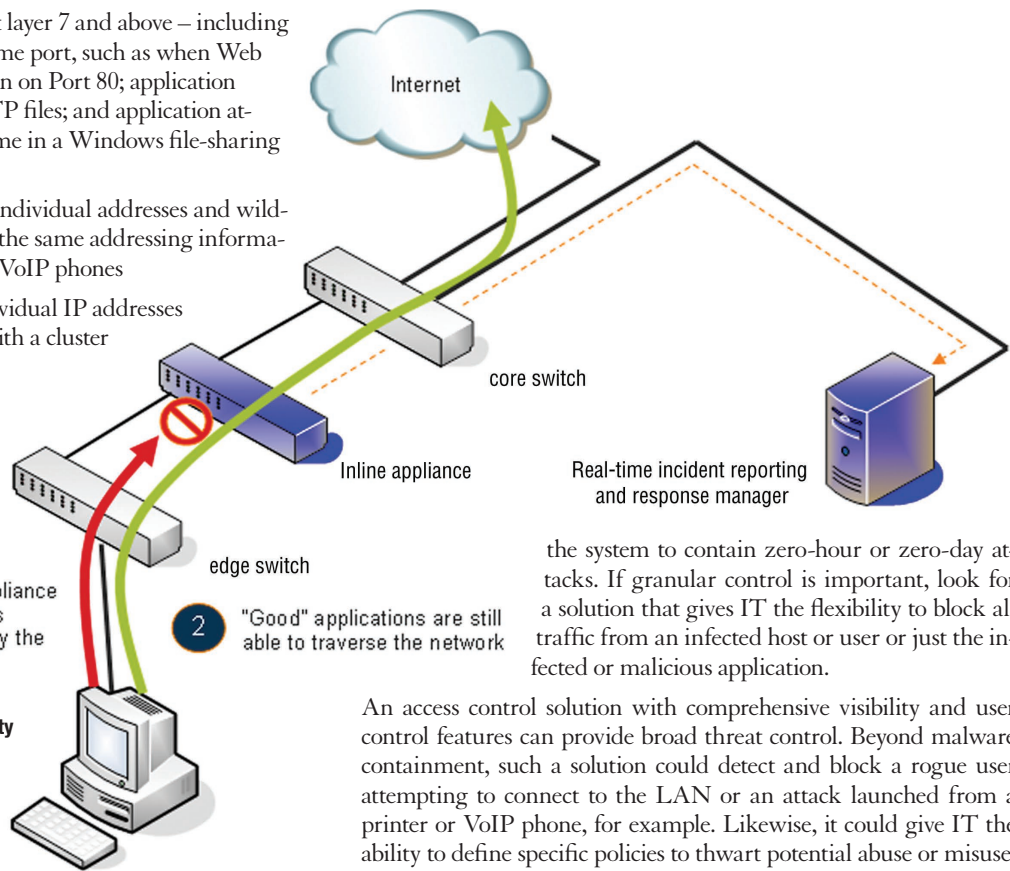 layer 7 and above – including
me port, such as when Web
n on Port 80; application
TP files; and application at-
me in a Windows file-sharing
ndividual addresses and wild-
the same addressing informa-
VoIP phones
vidual IP addresses
ith a cluster
Internet
core switch
Inline appliance
Real-time incident reporting
and response manager
edge switch
pliance
s
y the
2 "Good" applications are still
able to traverse the network
ty
the system to contain zero-hour or zero-day at-
tacks. If granular control is important, look for
a solution that gives IT the flexibility to block al
traffic from an infected host or user or just the in-
fected or malicious application.
An access control solution with comprehensive visibility and user
control features can provide broad threat control. Beyond malware
containment, such a solution could detect and block a rogue user
attempting to connect to the LAN or an attack launched from a
printer or VoIP phone, for example. Likewise, it could give IT the
ability to define specific policies to thwart potential abuse or misuse